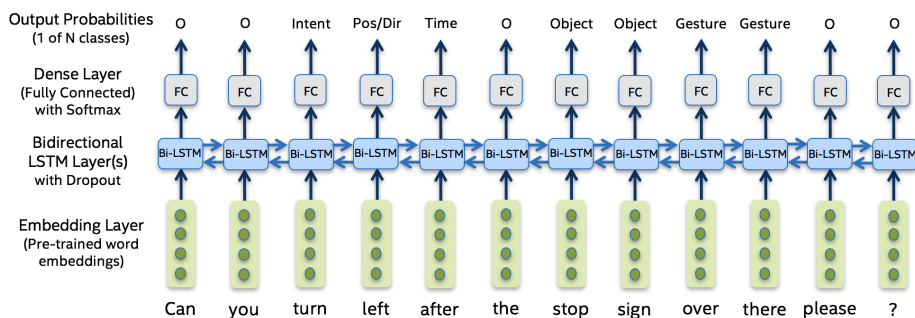 Output Probabilities O O Intent Pos/Dir Time O Object Object Gesture Gesture O O
(1 of N classes)
Dense Layer
(Fully Connected) FC FC FC FC FC FC FC FC FC FC FC FC
with Softmax
Bidirectional
LSTM Layer(s) Bi-LSTM Bi-LSTM Bi-LSTM Bi-LSTM Bi-LSTM Bi-LSTM Bi-LSTM Bi-LSTM Bi-LSTM Bi-LSTM Bi-LSTM Bi-LSTM
with Dropout
Embedding Layer
(Pre-trained word
embeddings)
Can you turn left after the stop sign over there please ?